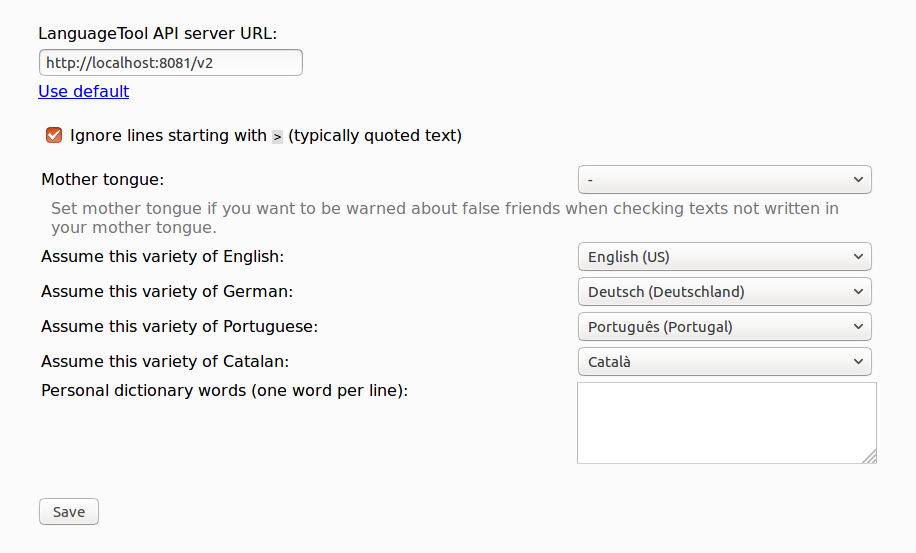 LanguageTool API server URL:
http://localhost:8081/v2
Use default
Ignore lines starting with > (typically quoted text)
Mother tongue: -
Set mother tongue if you want to be warned about false friends when checking texts not written in
your mother tongue.
Assume this variety of English: English (US)
Assume this variety of German: Deutsch (Deutschland)
Assume this variety of Portuguese: Português (Portugal)
Assume this variety of Catalan: Català
Personal dictionary words (one word per line):
Save